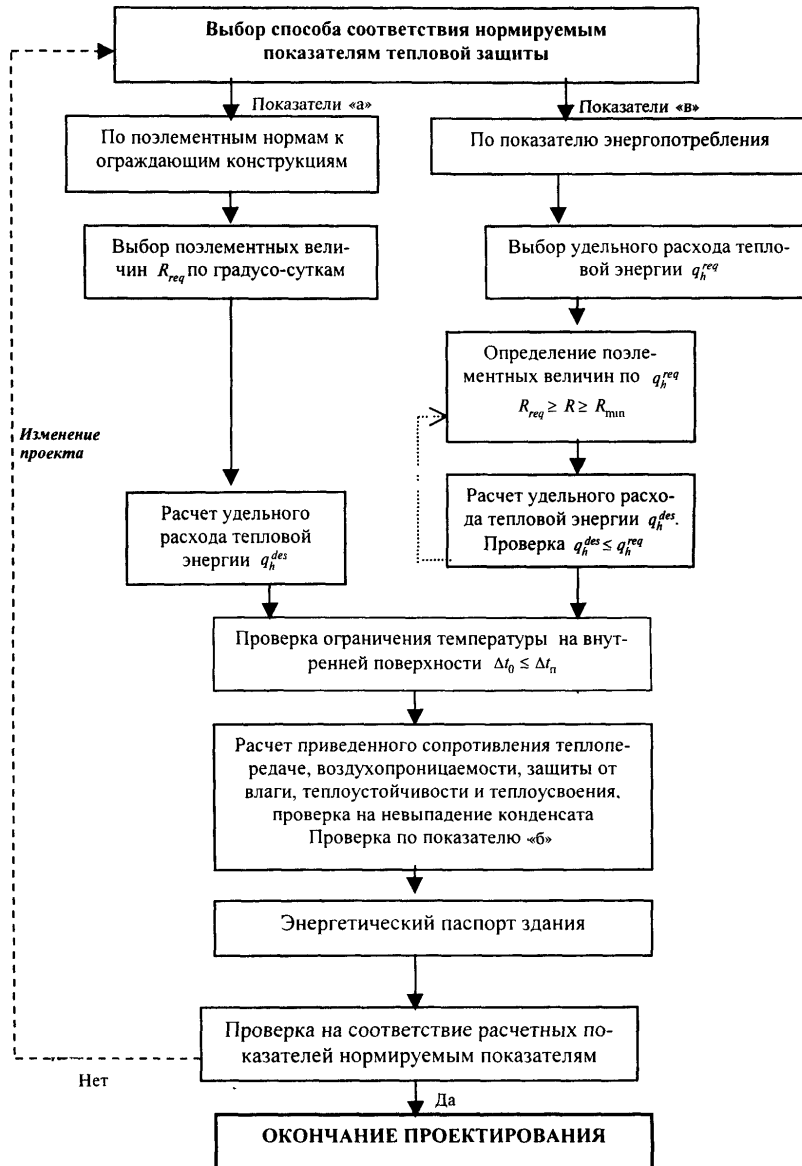 Выбор способа соответствия нормируемым
показателям тепловой защиты
Показатели «а»
Показатели «в»
По поэлементным нормам к
ограждающим конструкциям
По показателю энергопотребления
Выбор поэлементных вели-
чин R_req по градусо-суткам
Выбор удельного расхода тепло-
вой энергии q_h^req
Определение поэле-
ментных величин по q_h^req
R_req ≥ R ≥ R_min
Изменение
проекта
Расчет удельного
расхода тепловой
энергии q_h^des
Расчет удельного расхо-
да тепловой энергии q_h^des.
Проверка q_h^des ≤ q_h^req
Проверка ограничения температуры на внут-
ренней поверхности Δt_0 ≤ Δt_п
Расчет приведенного сопротивления теплопе-
редаче, воздухопроницаемости, защиты от
влаги, теплоустойчивости и теплоусвоения.
проверка на невыпадение конденсата
Проверка по показателю «б»
Энергетический паспорт здания
Проверка на соответствие расчетных по-
казателей нормируемым показателям
Нет
Да
ОКОНЧАНИЕ ПРОЕКТИРОВАНИЯ